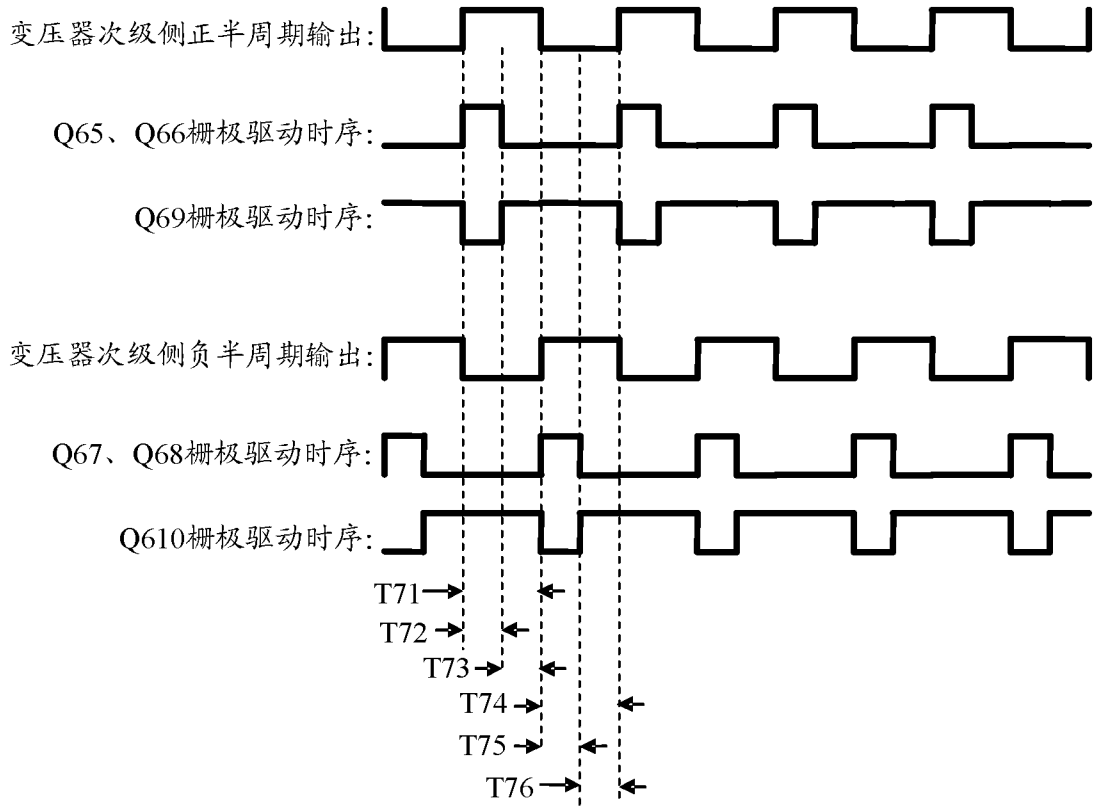 变压器次级侧正半周期输出:
Q65、Q66栅极驱动时序:
Q69栅极驱动时序:
变压器次级侧负半周期输出:
Q67、Q68栅极驱动时序:
Q610栅极驱动时序:
T71
T72
T73
T74
T75
T76